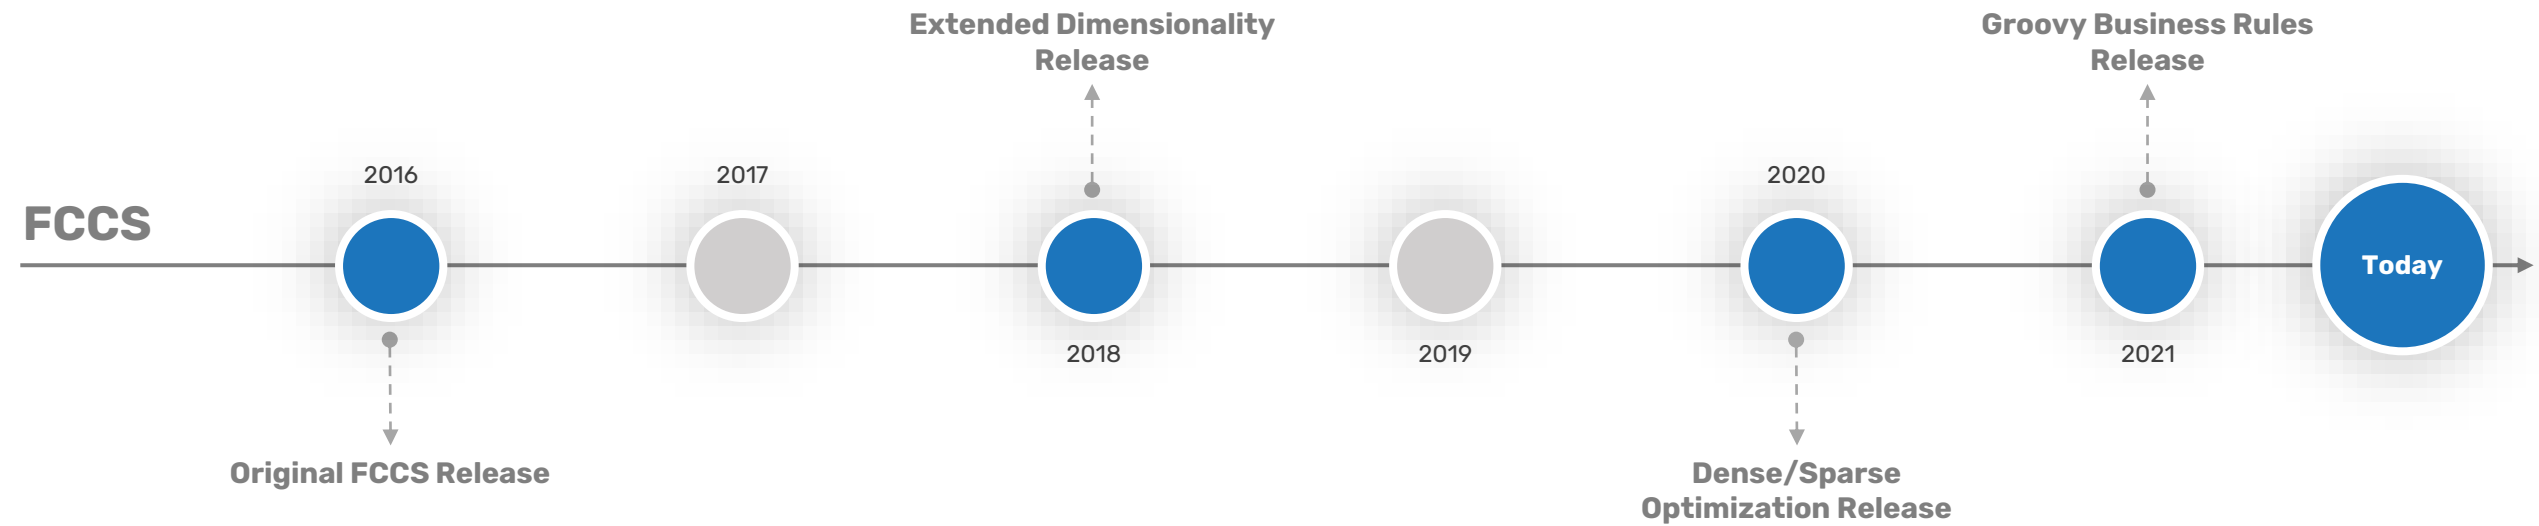 Extended Dimensionality
Release
Groovy Business Rules
Release
2016
2017
2020
FCCS
Today
2018
2019
2021
Original FCCS Release
Dense/Sparse
Optimization Release